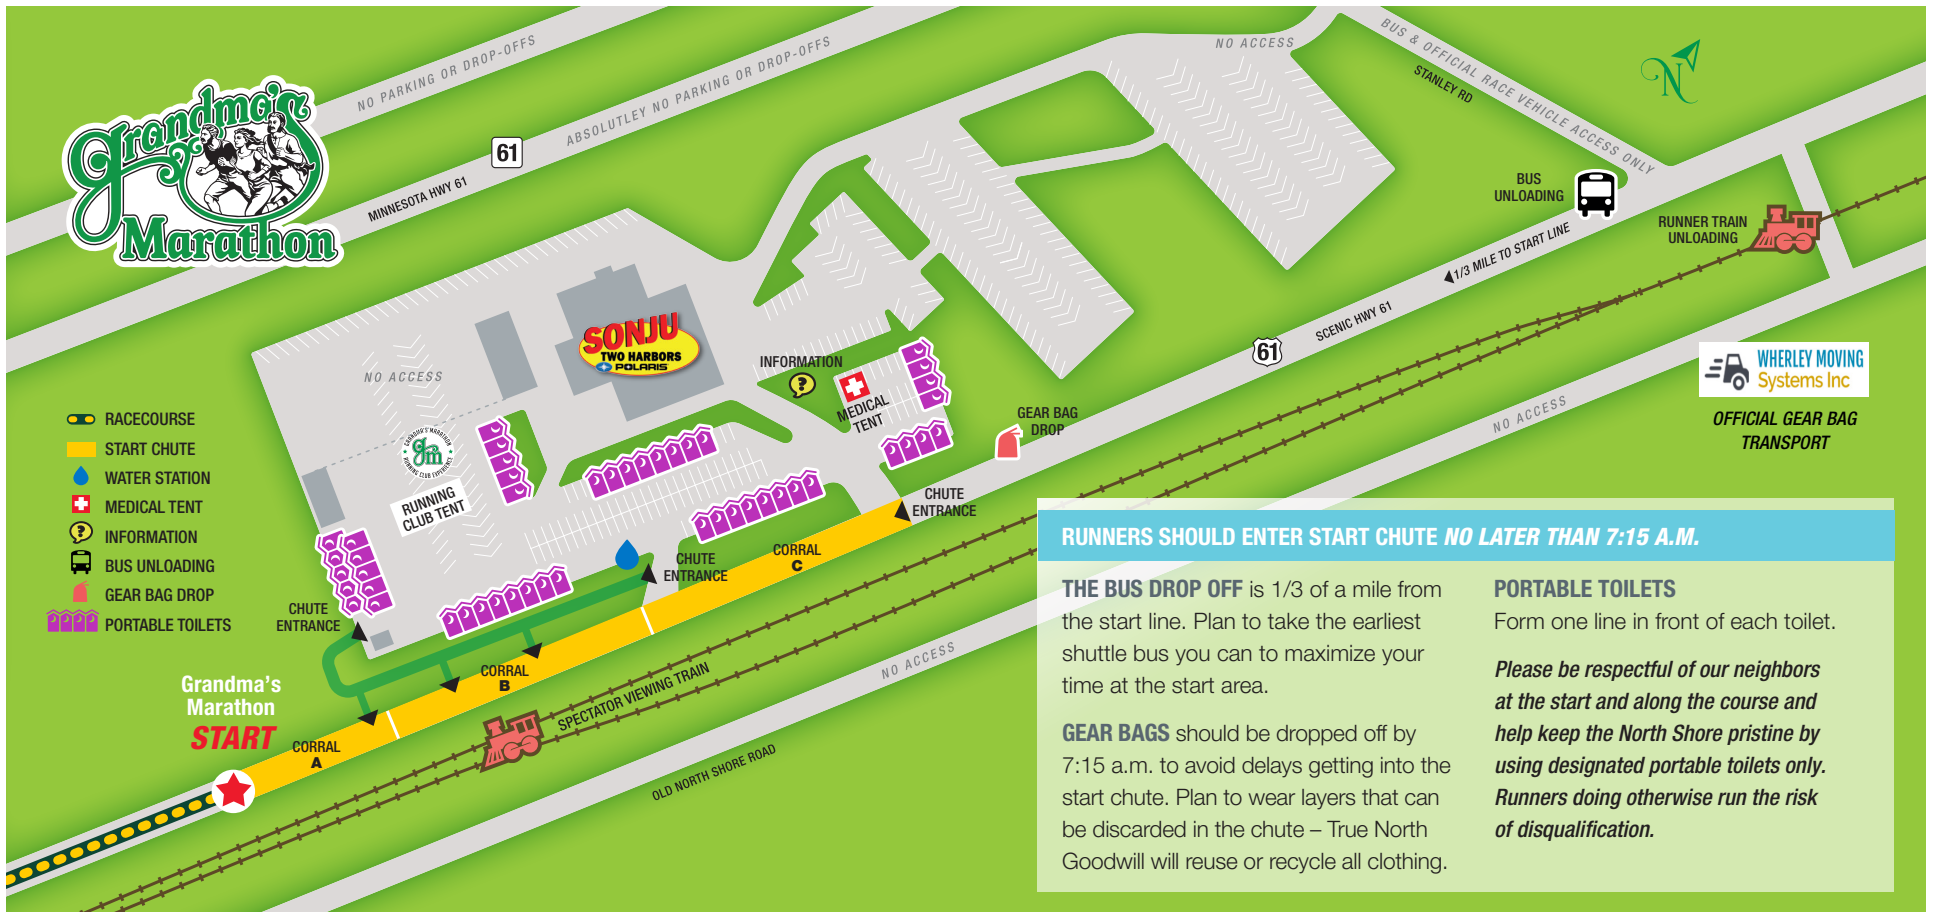 NO PARKING OR DROP-OFFS
ABSOLUTLEY NO PARKING OR DROP-OFFS
NO ACCESS
BUS & OFFICIAL RACE VEHICLE ACCESS ONLY
STANLEY RD
N
Grandma's
Marathon
61
MINNESOTA HWY 61
BUS
UNLOADING
RUNNER TRAIN
UNLOADING
1/3 MILE TO START LINE
SCENIC HWY 61
61
SONJU
TWO HARBORS
POLARIS
NO ACCESS
INFORMATION
?
MEDICAL
TENT
GEAR BAG
DROP
NO ACCESS
WHERLEY MOVING
Systems Inc
OFFICIAL GEAR BAG
TRANSPORT
RACECOURSE
START CHUTE
WATER STATION
MEDICAL TENT
?
INFORMATION
BUS UNLOADING
GEAR BAG DROP
PORTABLE TOILETS
GRANDMA'S MARATHON
gm
RUNNING CLUB EXPERIENCE
RUNNING
CLUB TENT
CHUTE
ENTRANCE
CHUTE
ENTRANCE
CHUTE
ENTRANCE
CORRAL
C
CORRAL
B
CORRAL
A
Grandma's
Marathon
START
SPECTATOR VIEWING TRAIN
OLD NORTH SHORE ROAD
NO ACCESS
RUNNERS SHOULD ENTER START CHUTE NO LATER THAN 7:15 A.M.
THE BUS DROP OFF is 1/3 of a mile from
the start line. Plan to take the earliest
shuttle bus you can to maximize your
time at the start area.
GEAR BAGS should be dropped off by
7:15 a.m. to avoid delays getting into the
start chute. Plan to wear layers that can
be discarded in the chute – True North
Goodwill will reuse or recycle all clothing.
PORTABLE TOILETS
Form one line in front of each toilet.
Please be respectful of our neighbors
at the start and along the course and
help keep the North Shore pristine by
using designated portable toilets only.
Runners doing otherwise run the risk
of disqualification.